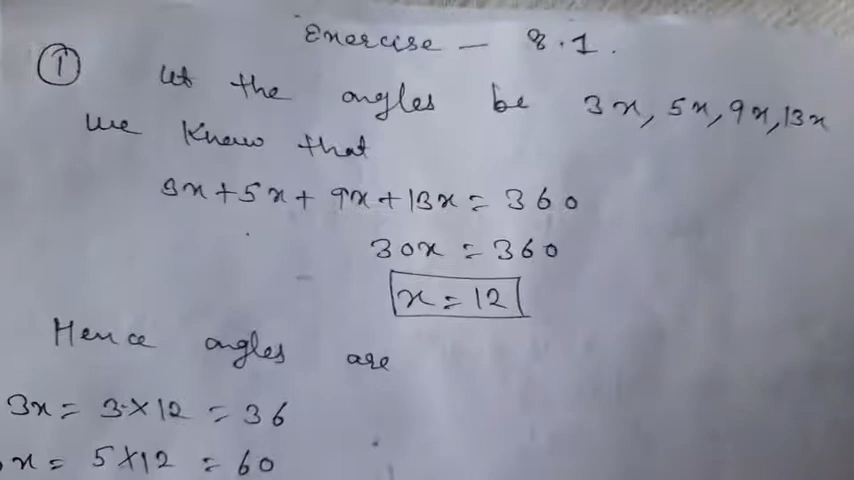 Exercise — 8.1.
① Let the angles be 3x, 5x, 9x, 13x
We Know that
3x + 5x + 9x + 13x = 360
30x = 360
x = 12
Hence angles are
3x = 3×12 = 36
x = 5×12 = 60